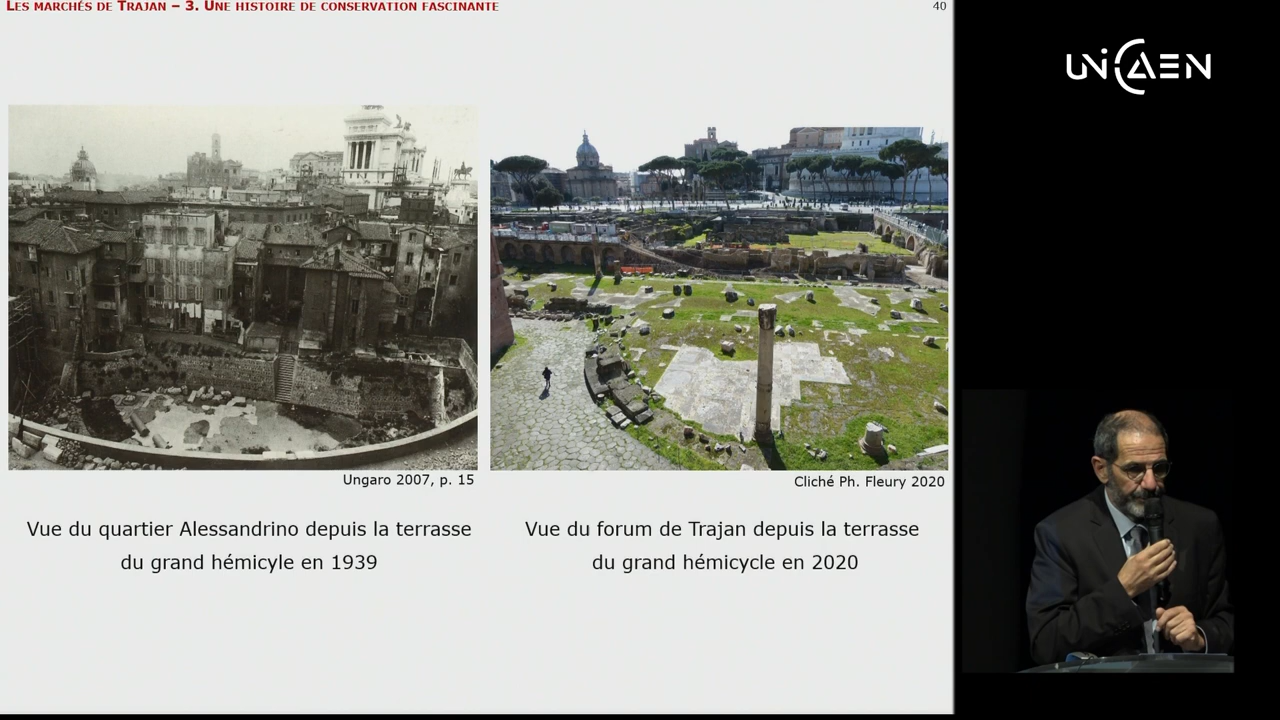 LES MARCHÉS DE TRAJAN – 3. UNE HISTOIRE DE CONSERVATION FASCINANTE
40
UNICAEN
Ungaro 2007, p. 15
Cliché Ph. Fleury 2020
Vue du quartier Alessandrino depuis la terrasse
du grand hémicyle en 1939
Vue du forum de Trajan depuis la terrasse
du grand hémicycle en 2020